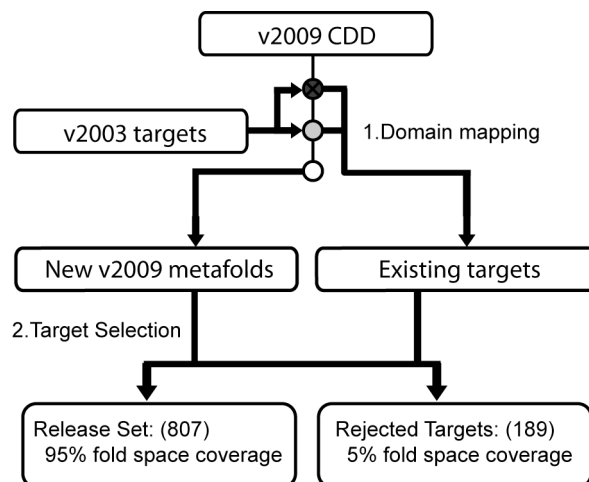 v2009 CDD
v2003 targets
1.Domain mapping
New v2009 metafolds
Existing targets
2.Target Selection
Release Set: (807)
95% fold space coverage
Rejected Targets: (189)
5% fold space coverage